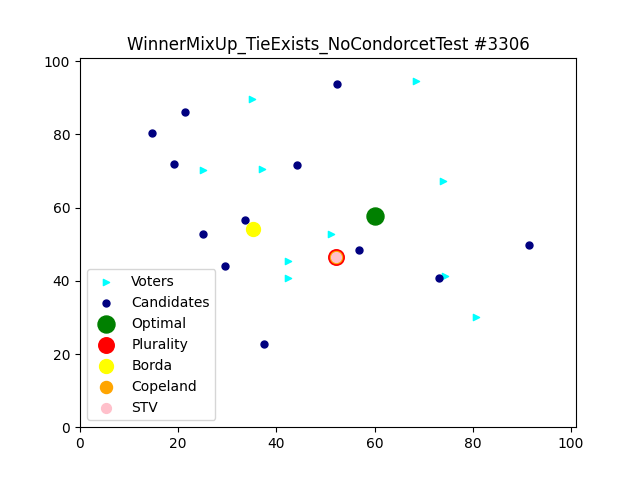 WinnerMixUp_TieExists_NoCondorcetTest #3306
100
80
60
40
20
0
Voters
Candidates
Optimal
Plurality
Borda
Copeland
STV
0 20 40 60 80 100